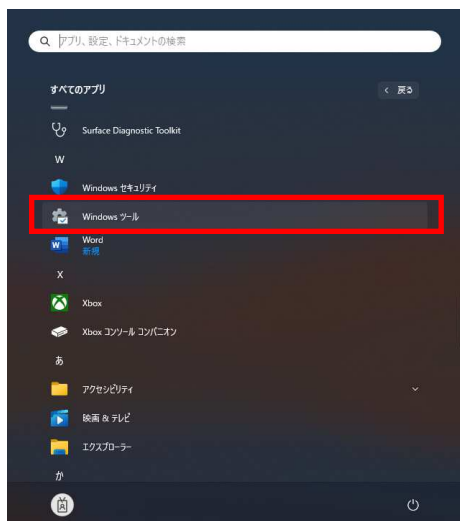 アプリ、設定、ドキュメントの検索
すべてのアプリ
戻る
Surface Diagnostic Toolkit
W
Windows セキュリティ
Windows ツール
Word
新規
X
Xbox
Xbox コンソール コンパニオン
あ
アクセシビリティ
映画 & テレビ
エクスプローラー
か